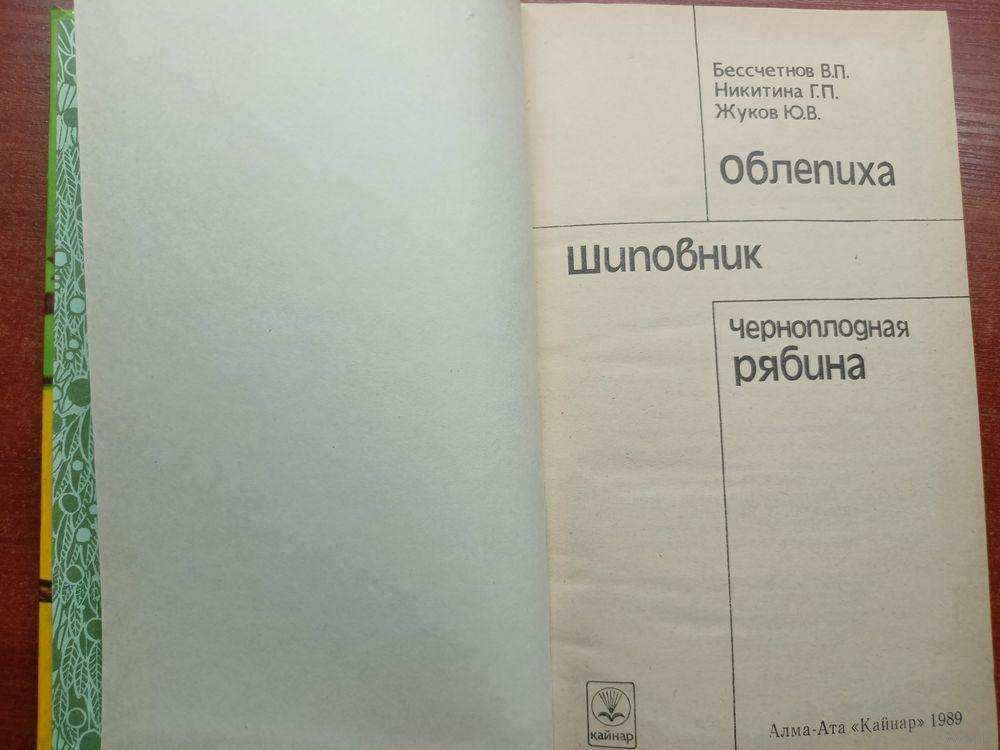 Бессчетнов В.П.
Никитина Г.П.
Жуков Ю.В.
Облепиха
Шиповник
Черноплодная
рябина
кайнар
Алма-Ата «Кайнар» 1989